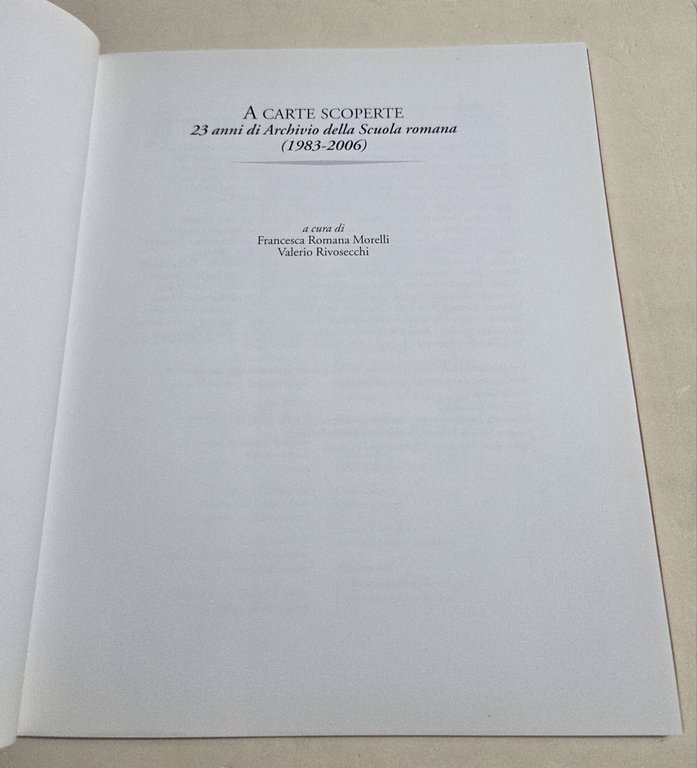 A CARTE SCOPERTE
23 anni di Archivio della Scuola romana
(1983-2006)
a cura di
Francesca Romana Morelli
Valerio Rivosecchi